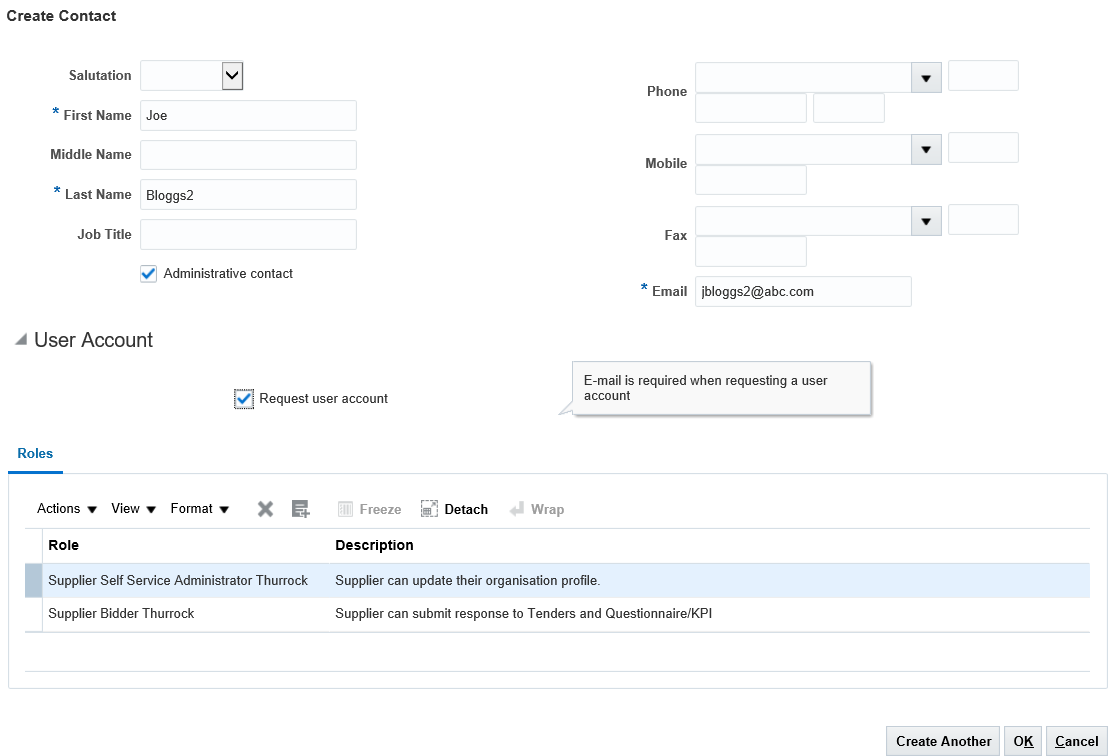 Create Contact
Salutation
* First Name Joe
Middle Name
* Last Name Bloggs2
Job Title
Administrative contact
Phone
Mobile
Fax
* Email jbloggs2@abc.com
User Account
Request user account
E-mail is required when requesting a user
account
Roles
Actions View Format Freeze Detach Wrap
Role Description
Supplier Self Service Administrator Thurrock Supplier can update their organisation profile.
Supplier Bidder Thurrock Supplier can submit response to Tenders and Questionnaire/KPI
Create Another OK Cancel